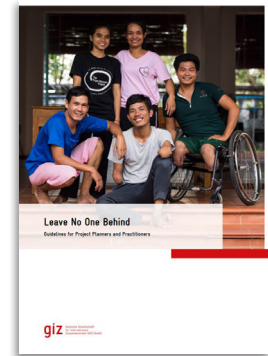 Leave No One Behind
Guidelines for Project Planners and Practitioners
giz